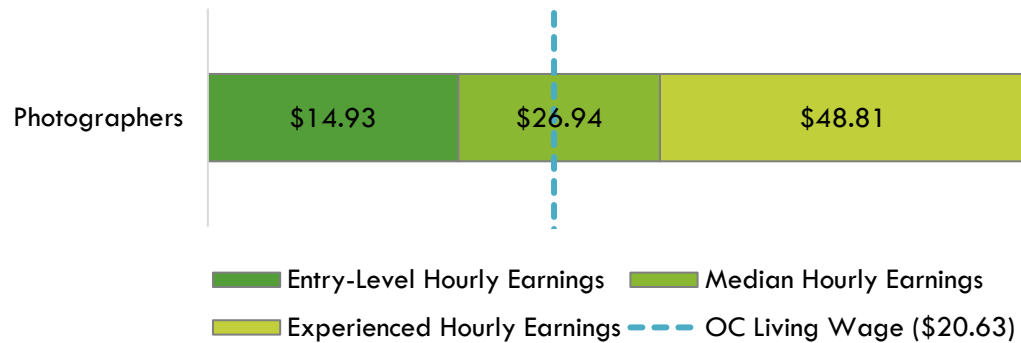 Photographers $14.93 $26.94 $48.81
Entry-Level Hourly Earnings Median Hourly Earnings
Experienced Hourly Earnings OC Living Wage ($20.63)